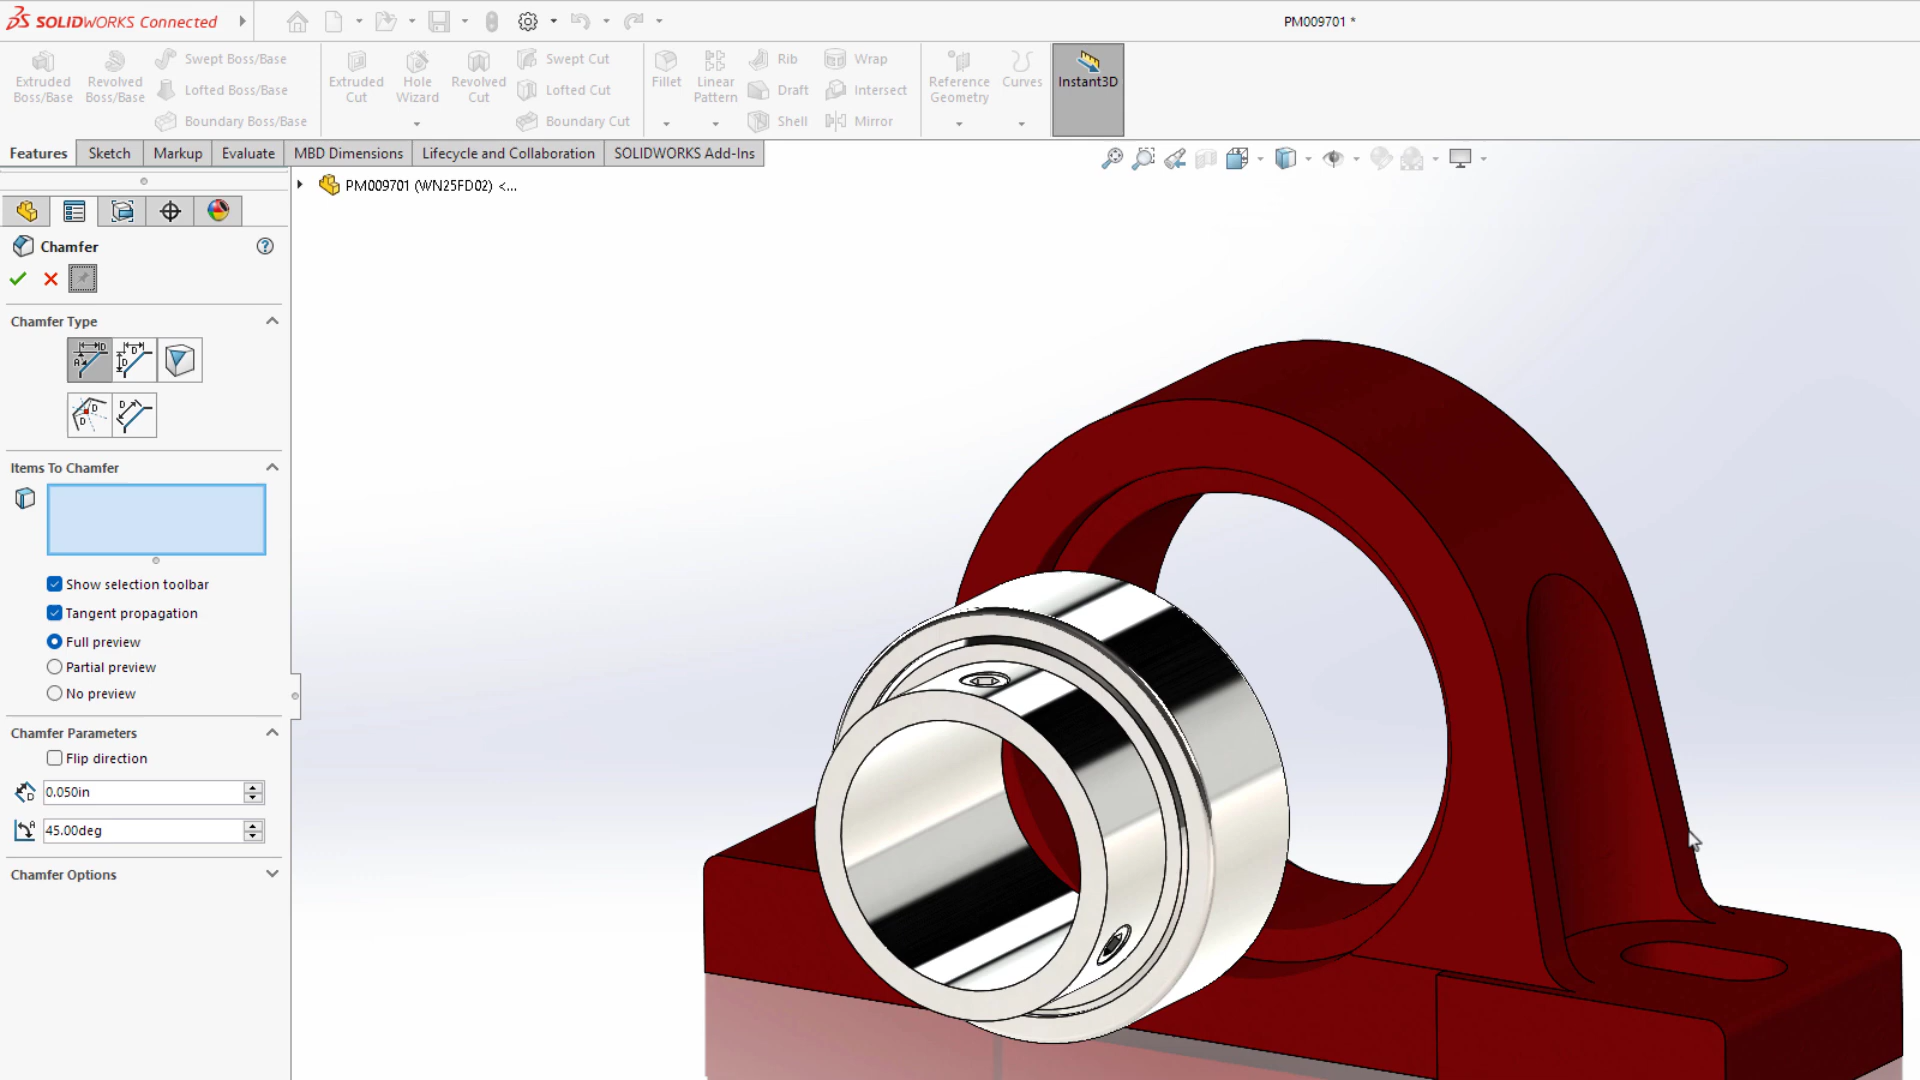 SOLIDWORKS Connected
PM009701 *
Extruded Boss/Base
Revolved Boss/Base
Swept Boss/Base
Lofted Boss/Base
Boundary Boss/Base
Extruded Cut
Hole Wizard
Revolved Cut
Swept Cut
Lofted Cut
Boundary Cut
Fillet
Linear Pattern
Rib
Draft
Shell
Wrap
Intersect
Mirror
Reference Geometry
Curves
Instant3D
Features
Sketch
Markup
Evaluate
MBD Dimensions
Lifecycle and Collaboration
SOLIDWORKS Add-Ins
PM009701 (WN25FD02) <...
Chamfer
Chamfer Type
Items To Chamfer
Show selection toolbar
Tangent propagation
Full preview
Partial preview
No preview
Chamfer Parameters
Flip direction
0.050in
45.00deg
Chamfer Options